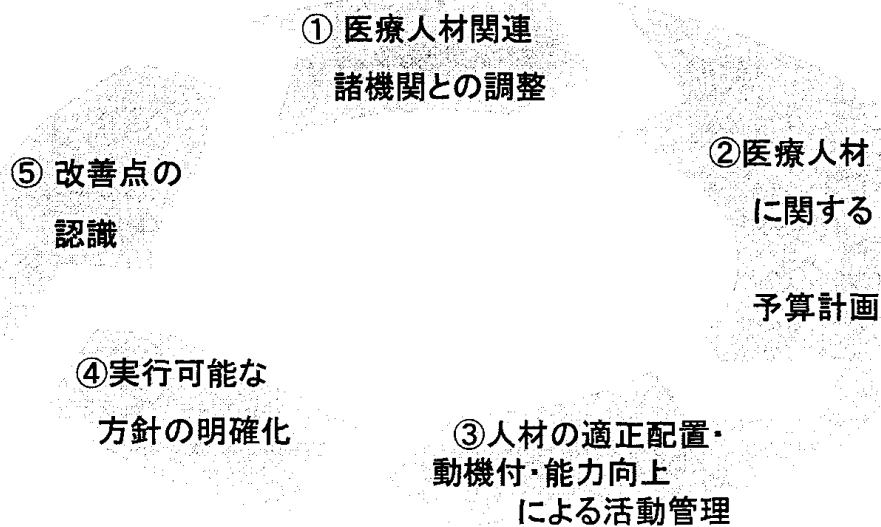 ① 医療人材関連
諸機関との調整
②医療人材
に関する
予算計画
③人材の適正配置・
動機付・能力向上
による活動管理
④実行可能な
方針の明確化
⑤ 改善点の
認識